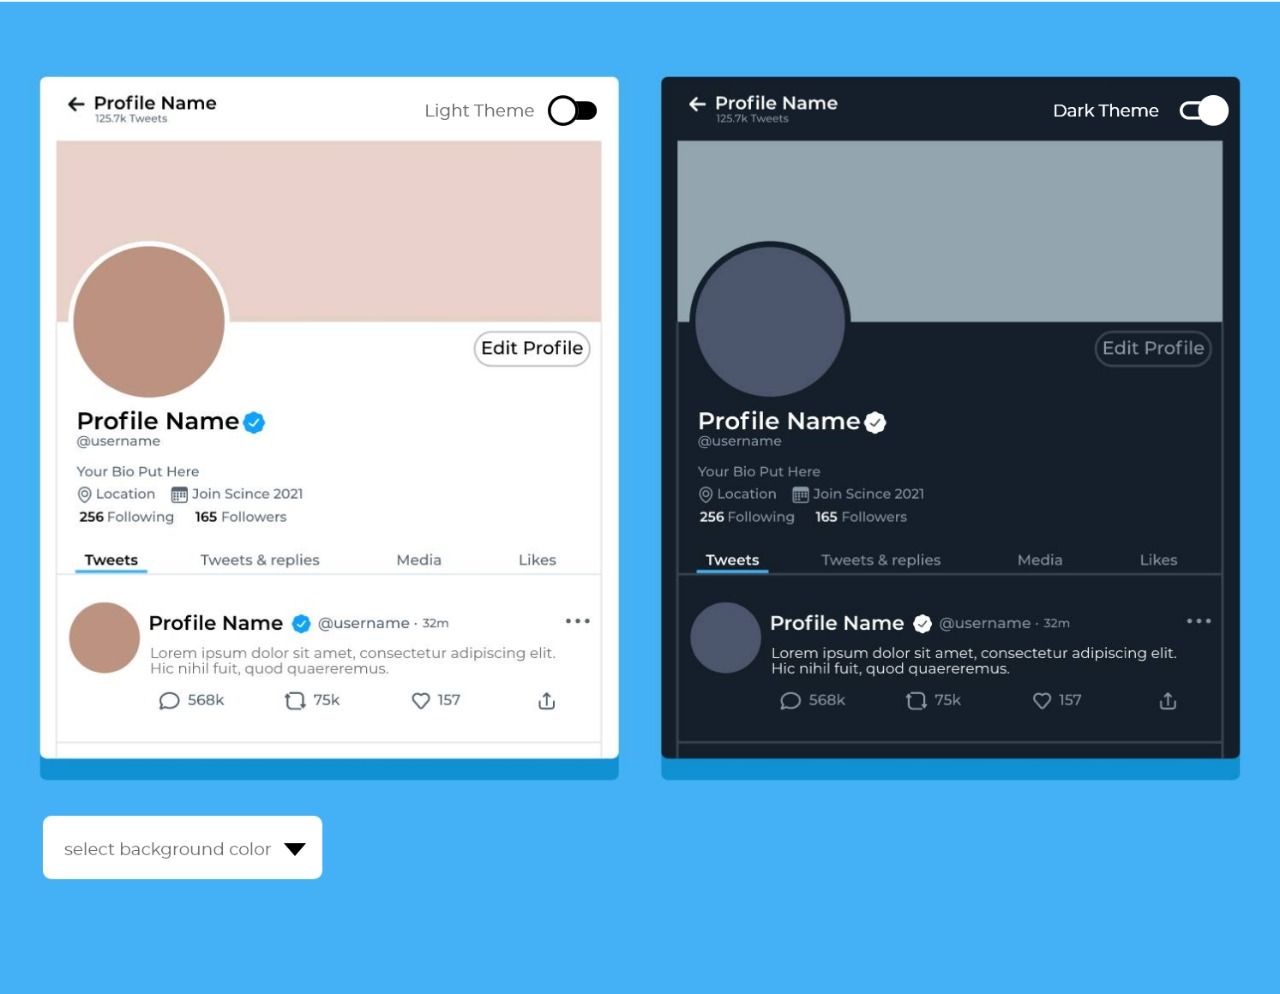 Profile Name
125.7k Tweets
Light Theme
Edit Profile
Profile Name
@username
Your Bio Put Here
Location Join Scince 2021
256 Following 165 Followers
Tweets Tweets & replies Media Likes
Profile Name @username · 32m
Lorem ipsum dolor sit amet, consectetur adipiscing elit.
Hic nihil fuit, quod quaereremus.
568k 75k 157
Profile Name
125.7k Tweets
Dark Theme
Edit Profile
Profile Name
@username
Your Bio Put Here
Location Join Scince 2021
256 Following 165 Followers
Tweets Tweets & replies Media Likes
Profile Name @username · 32m
Lorem ipsum dolor sit amet, consectetur adipiscing elit.
Hic nihil fuit, quod quaereremus.
568k 75k 157
select background color